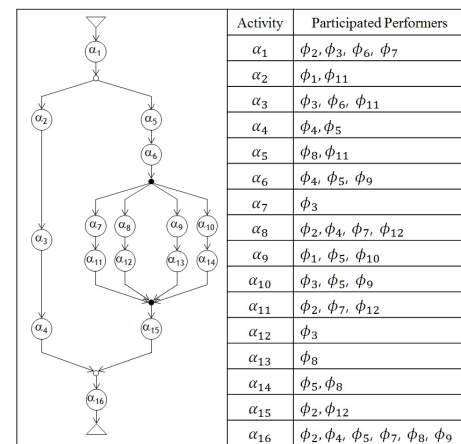 Activity Participated Performers
α1 ϕ2, ϕ3, ϕ6, ϕ7
α2 ϕ1, ϕ11
α3 ϕ3, ϕ6, ϕ11
α4 ϕ4, ϕ5
α5 ϕ8, ϕ11
α6 ϕ4, ϕ5, ϕ9
α7 ϕ3
α8 ϕ2, ϕ4, ϕ7, ϕ12
α9 ϕ1, ϕ5, ϕ10
α10 ϕ3, ϕ5, ϕ9
α11 ϕ2, ϕ7, ϕ12
α12 ϕ3
α13 ϕ8
α14 ϕ5, ϕ8
α15 ϕ2, ϕ12
α16 ϕ2, ϕ4, ϕ5, ϕ7, ϕ8, ϕ9
α1
α2 α5
α6
α7 α8 α9 α10
α3
α11 α12 α13 α14
α4 α15
α16